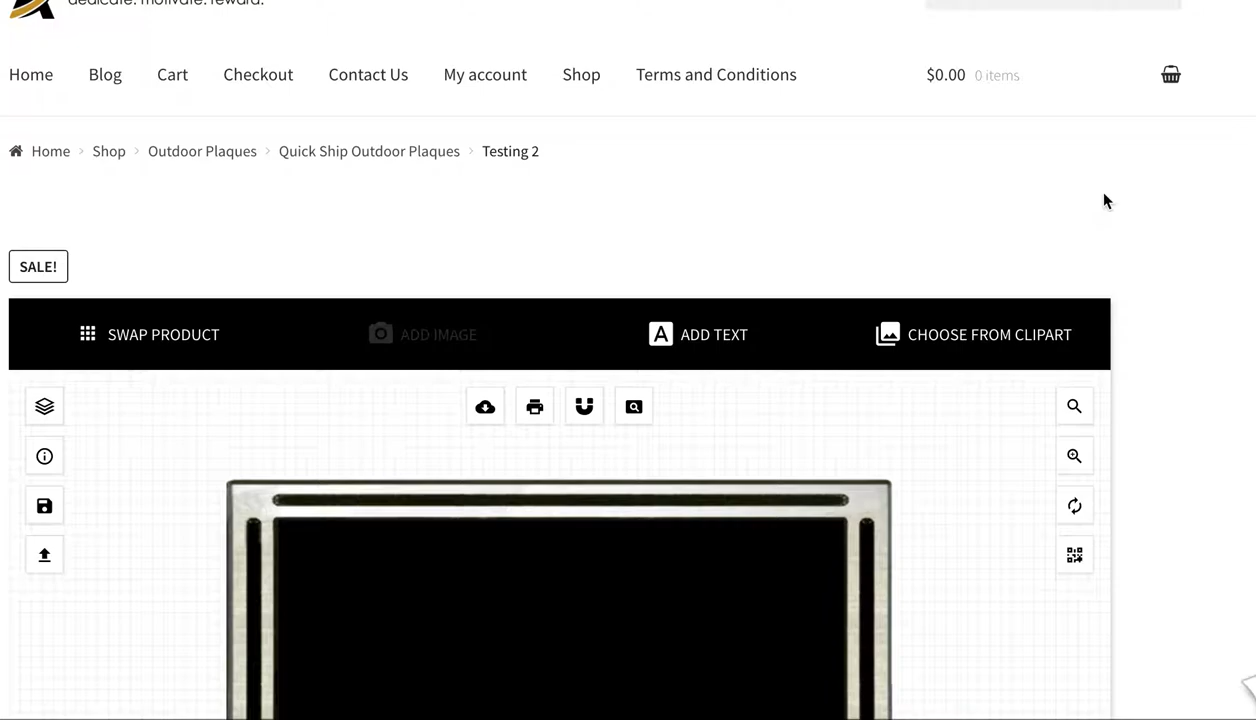 dedicate. motivate. reward.
Home Blog Cart Checkout Contact Us My account Shop Terms and Conditions $0.00 0 items
Home > Shop > Outdoor Plaques > Quick Ship Outdoor Plaques > Testing 2
SALE!
SWAP PRODUCT ADD IMAGE A ADD TEXT CHOOSE FROM CLIPART